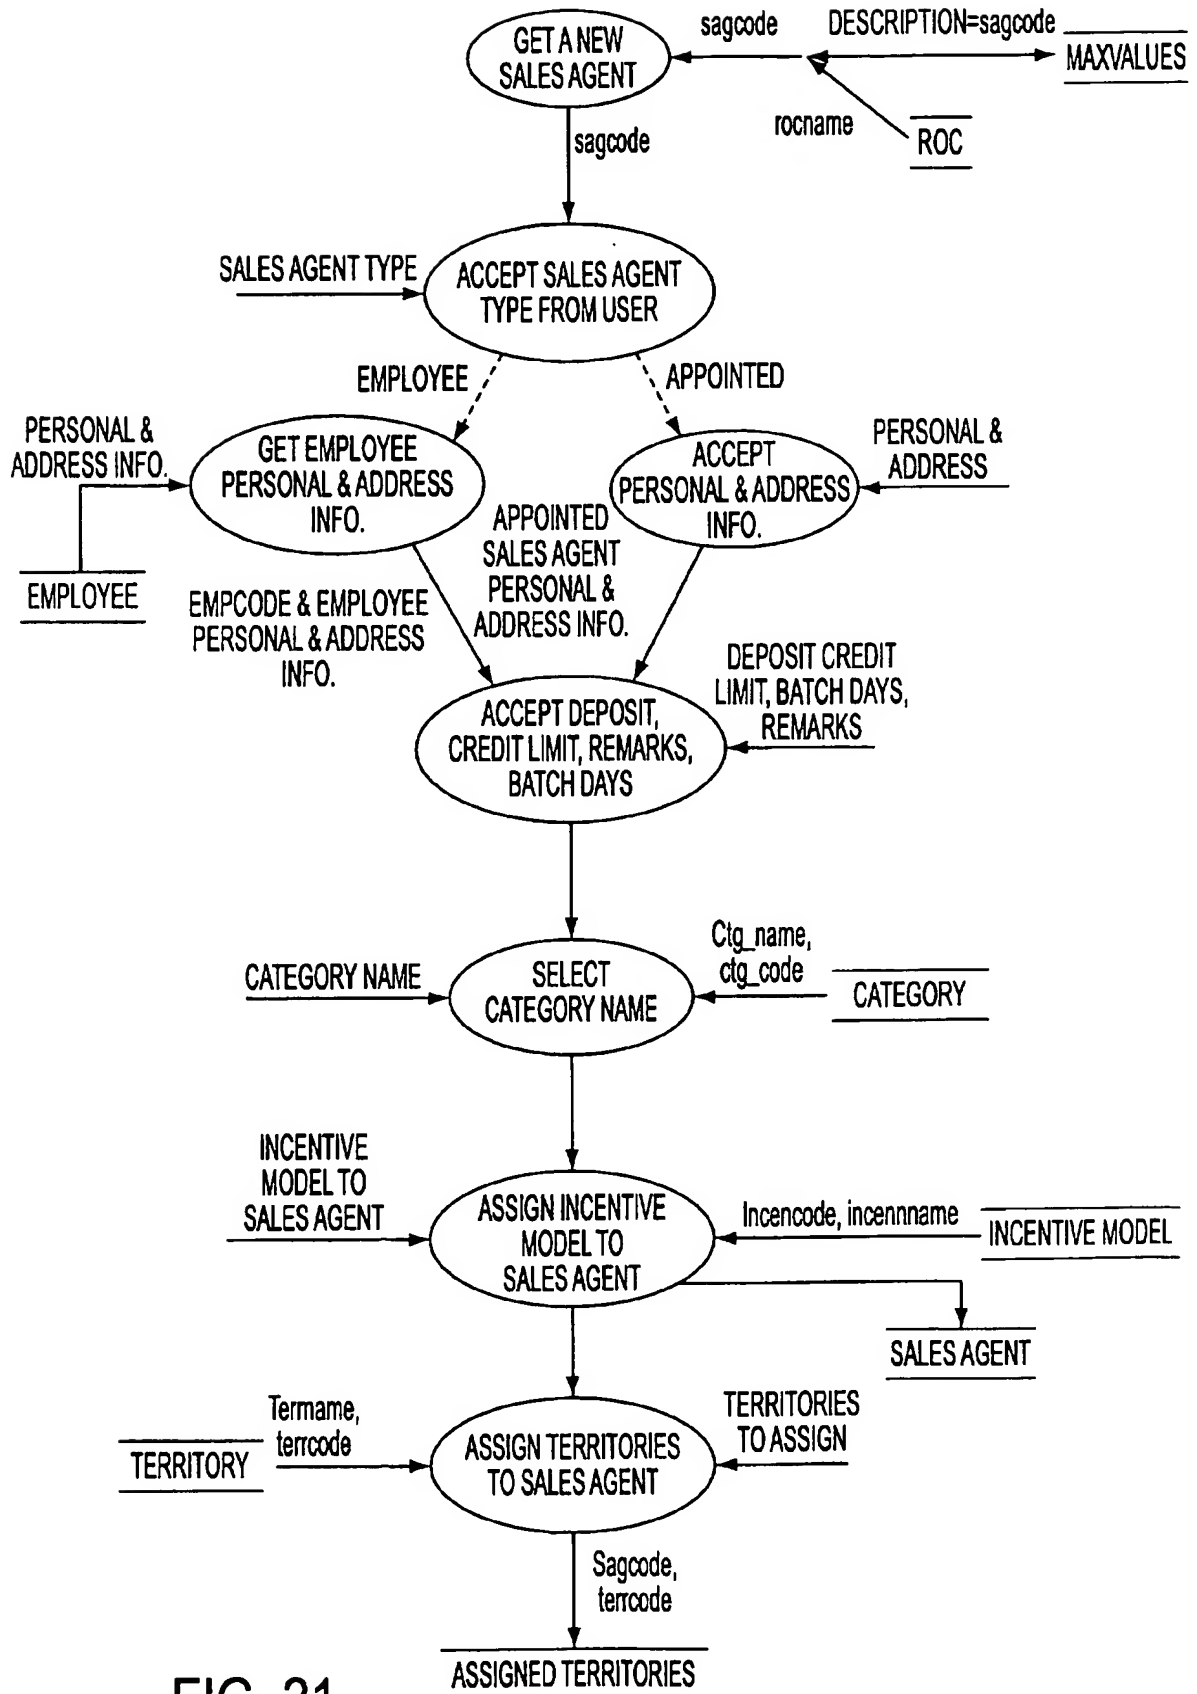 sagcode
DESCRIPTION=sagcode
GET A NEW
SALES AGENT
MAXVALUES
rocname
ROC
sagcode
SALES AGENT TYPE
ACCEPT SALES AGENT
TYPE FROM USER
EMPLOYEE
APPOINTED
PERSONAL &
ADDRESS INFO.
GET EMPLOYEE
PERSONAL & ADDRESS
INFO.
ACCEPT
PERSONAL & ADDRESS
INFO.
PERSONAL &
ADDRESS
EMPLOYEE
EMPCODE & EMPLOYEE
PERSONAL & ADDRESS
INFO.
APPOINTED
SALES AGENT
PERSONAL &
ADDRESS INFO.
DEPOSIT CREDIT
LIMIT, BATCH DAYS,
REMARKS
ACCEPT DEPOSIT,
CREDIT LIMIT, REMARKS,
BATCH DAYS
CATEGORY NAME
SELECT
CATEGORY NAME
Ctg_name,
ctg_code
CATEGORY
INCENTIVE
MODEL TO
SALES AGENT
ASSIGN INCENTIVE
MODEL TO
SALES AGENT
Incencode, incennname
INCENTIVE MODEL
SALES AGENT
TERRITORY
Terrname,
terrcode
ASSIGN TERRITORIES
TO SALES AGENT
TERRITORIES
TO ASSIGN
Sagcode,
terrcode
ASSIGNED TERRITORIES
FIG. 21